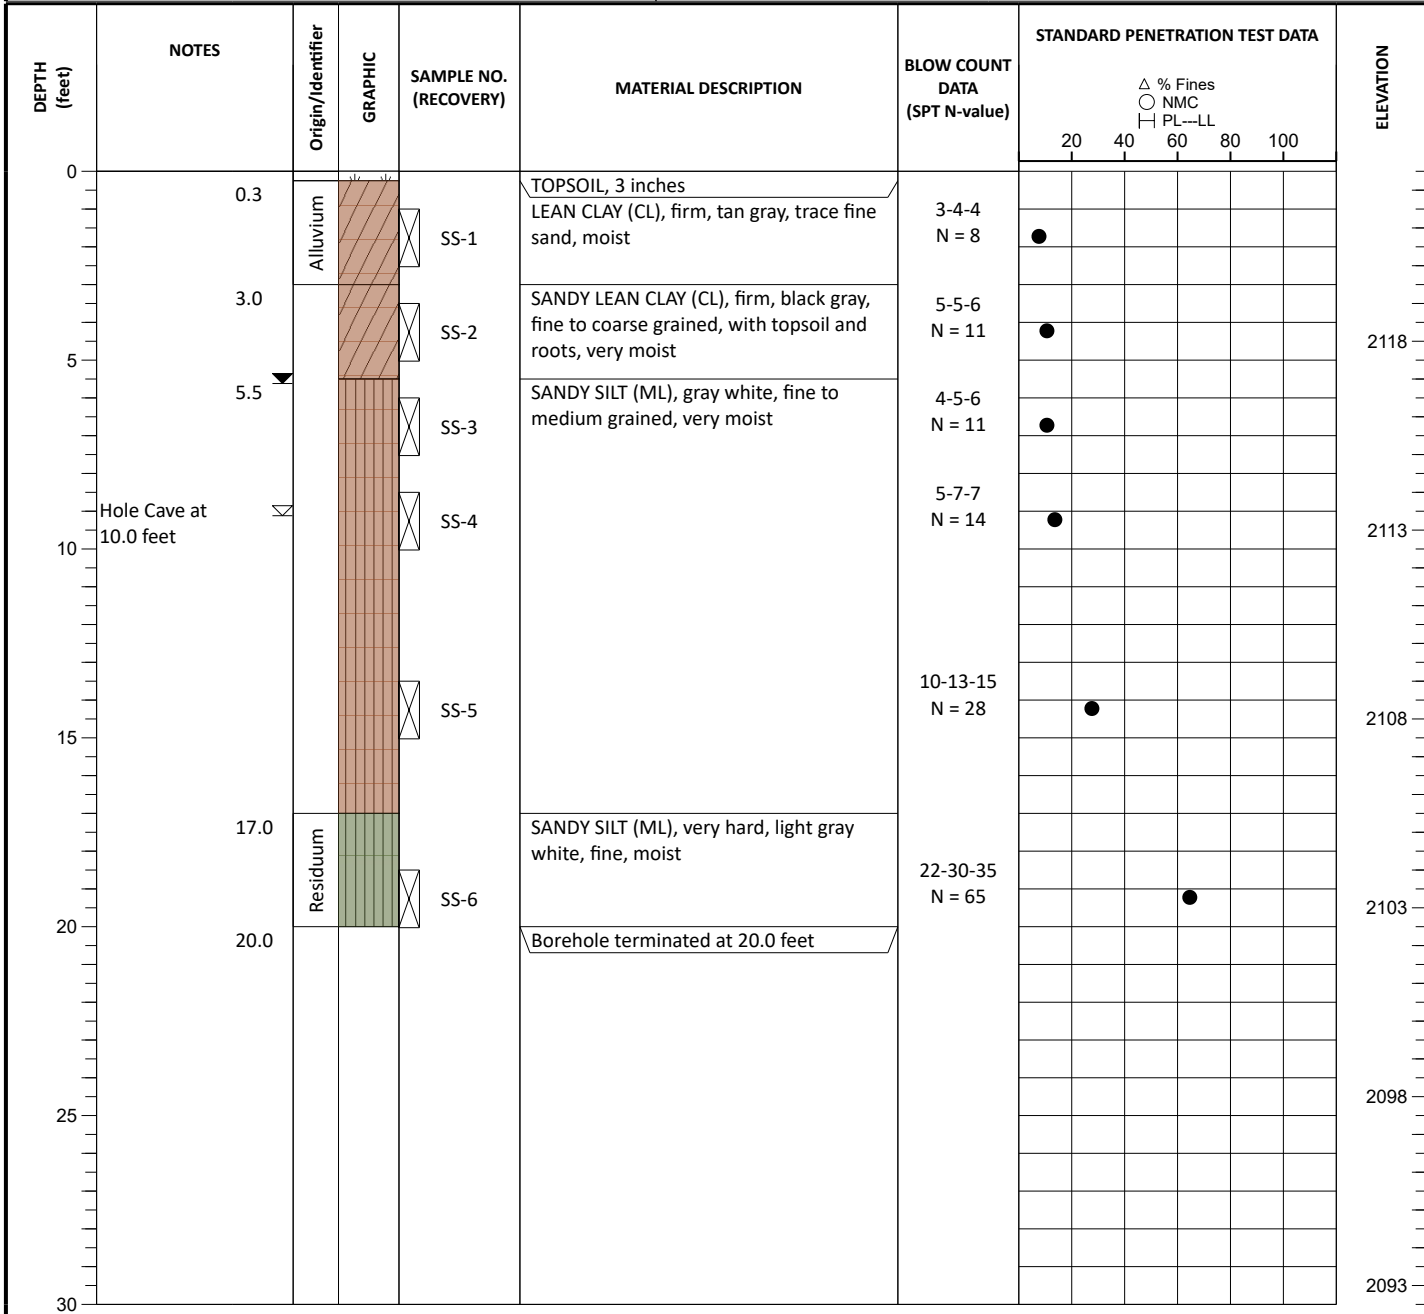 DEPTH
(feet)
NOTES
Origin/Identifier
GRAPHIC
SAMPLE NO.
(RECOVERY)
MATERIAL DESCRIPTION
BLOW COUNT
DATA
(SPT N-value)
STANDARD PENETRATION TEST DATA
△ % Fines
○ NMC
PL---LL
20 40 60 80 100
ELEVATION
0
0.3
Alluvium
TOPSOIL, 3 inches
LEAN CLAY (CL), firm, tan gray, trace fine
sand, moist
SS-1
3-4-4
N = 8
3.0
SANDY LEAN CLAY (CL), firm, black gray,
fine to coarse grained, with topsoil and
roots, very moist
SS-2
5-5-6
N = 11
2118
5
5.5
SANDY SILT (ML), gray white, fine to
medium grained, very moist
SS-3
4-5-6
N = 11
Hole Cave at
10.0 feet
SS-4
5-7-7
N = 14
2113
10
SS-5
10-13-15
N = 28
2108
15
17.0
Residuum
SANDY SILT (ML), very hard, light gray
white, fine, moist
SS-6
22-30-35
N = 65
2103
20
20.0
Borehole terminated at 20.0 feet
2098
25
2093
30